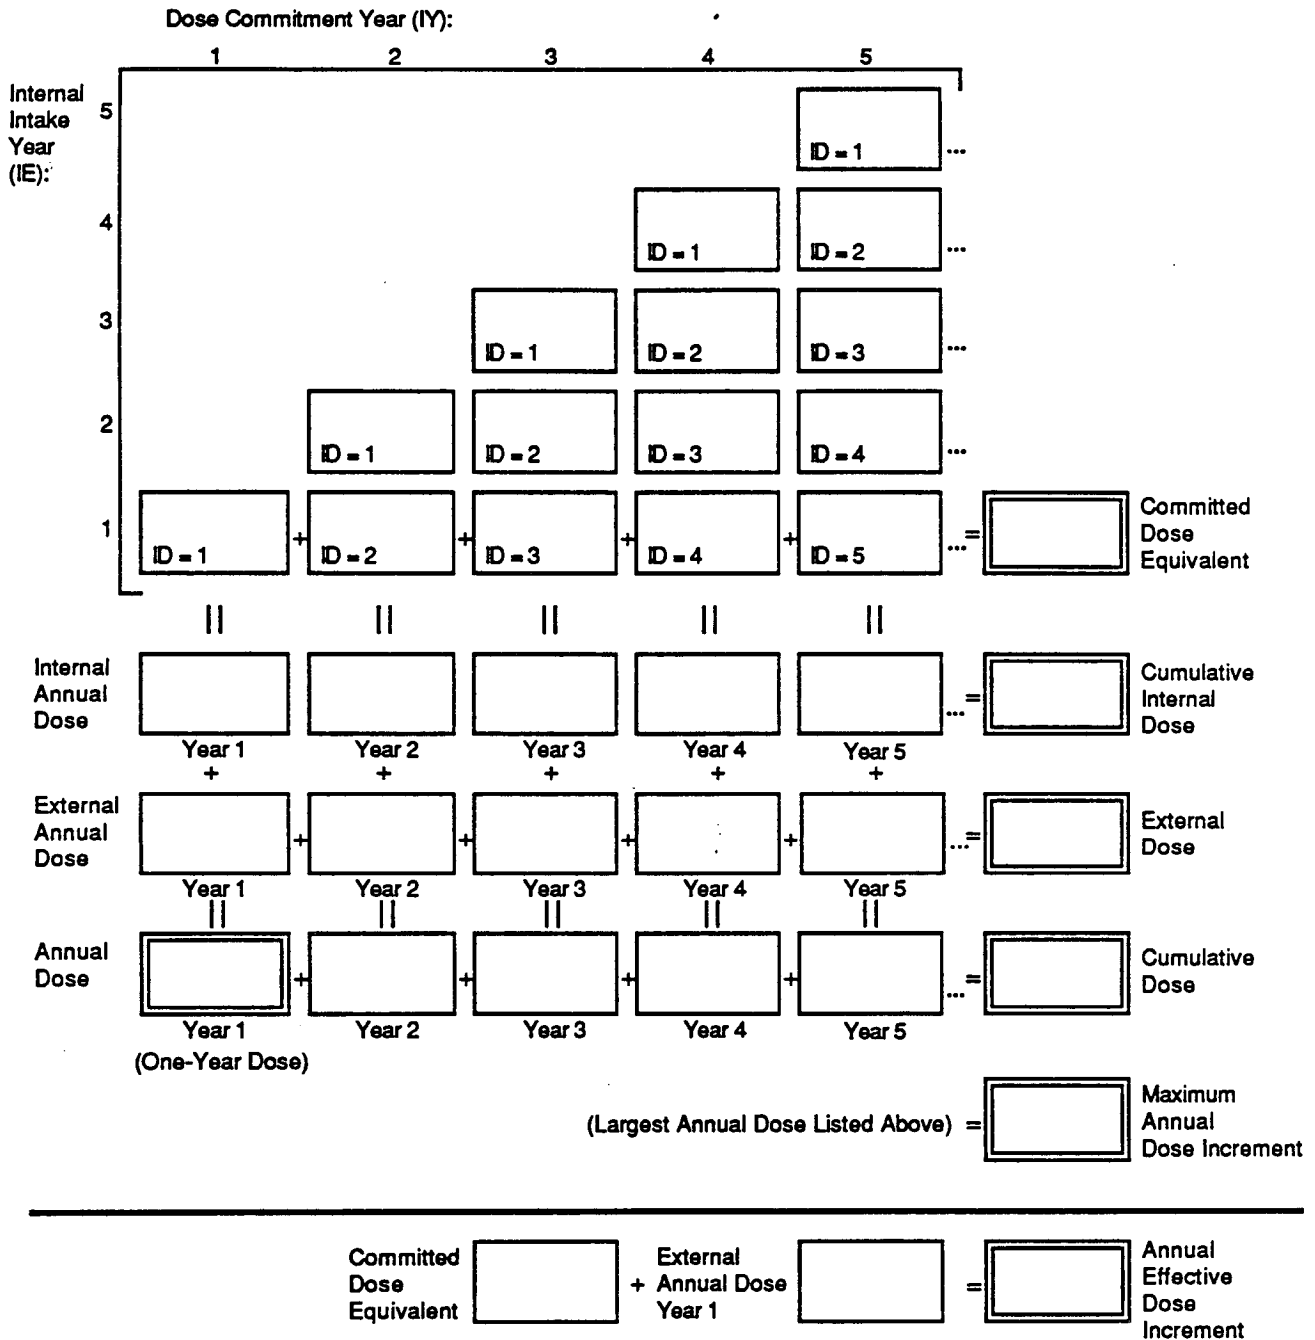 Dose Commitment Year (IY):
1 2 3 4 5
Internal
Intake
Year
(IE):
5
ID = 1 ...
4
ID = 1 ID = 2 ...
3
ID = 1 ID = 2 ID = 3 ...
2
ID = 1 ID = 2 ID = 3 ID = 4 ...
1
ID = 1 + ID = 2 + ID = 3 + ID = 4 + ID = 5 ... =
Committed
Dose
Equivalent
|| || || || ||
Internal
Annual
Dose
... =
Cumulative
Internal
Dose
Year 1 Year 2 Year 3 Year 4 Year 5
+ + + + +
External
Annual
Dose
+ + + + ... =
External
Dose
Year 1 Year 2 Year 3 Year 4 Year 5
|| || || || ||
Annual
Dose
+ + + + ... =
Cumulative
Dose
Year 1 Year 2 Year 3 Year 4 Year 5
(One-Year Dose)
(Largest Annual Dose Listed Above) =
Maximum
Annual
Dose Increment
Committed
Dose
Equivalent
+
External
Annual Dose
Year 1
=
Annual
Effective
Dose
Increment